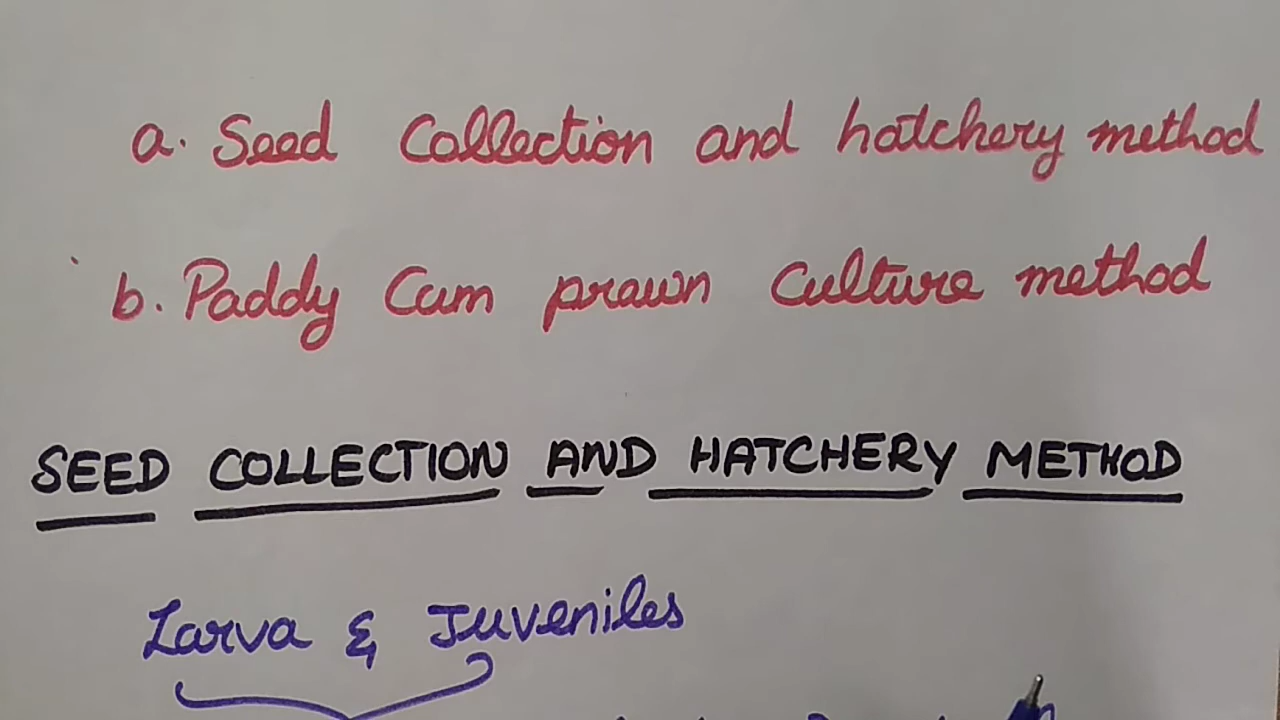 a. Seed Collection and hatchery method
b. Paddy Cum prawn Culture method
SEED COLLECTION AND HATCHERY METHOD
Larva & Juveniles